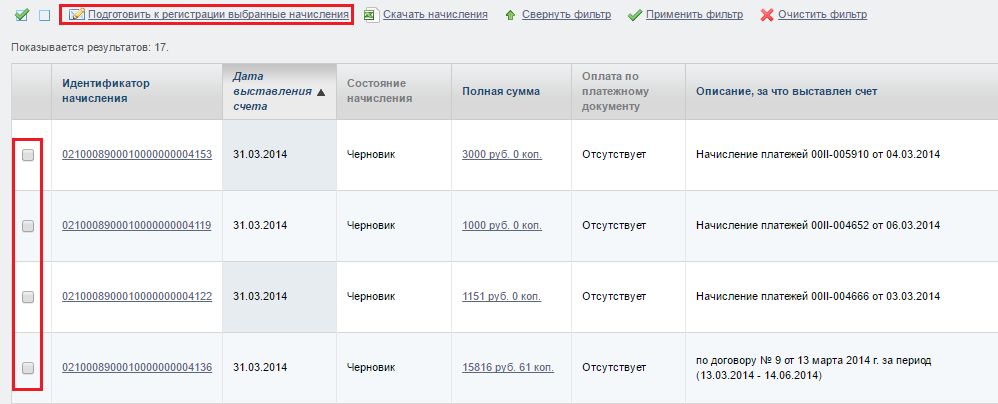 Подготовить к регистрации выбранные начисления Скачать начисления Свернуть фильтр Применить фильтр Очистить фильтр
Показывается результатов: 17.
Идентификатор начисления
Дата выставления счета
Состояние начисления
Полная сумма
Оплата по платежному документу
Описание, за что выставлен счет
0210008900010000000004153 31.03.2014 Черновик 3000 руб. 0 коп. Отсутствует Начисление платежей 00II-005910 от 04.03.2014
0210008900010000000004119 31.03.2014 Черновик 1000 руб. 0 коп. Отсутствует Начисление платежей 00II-004652 от 06.03.2014
0210008900010000000004122 31.03.2014 Черновик 1151 руб. 0 коп. Отсутствует Начисление платежей 00II-004666 от 03.03.2014
0210008900010000000004136 31.03.2014 Черновик 15816 руб. 61 коп. Отсутствует по договору № 9 от 13 марта 2014 г. за период
(13.03.2014 - 14.06.2014)